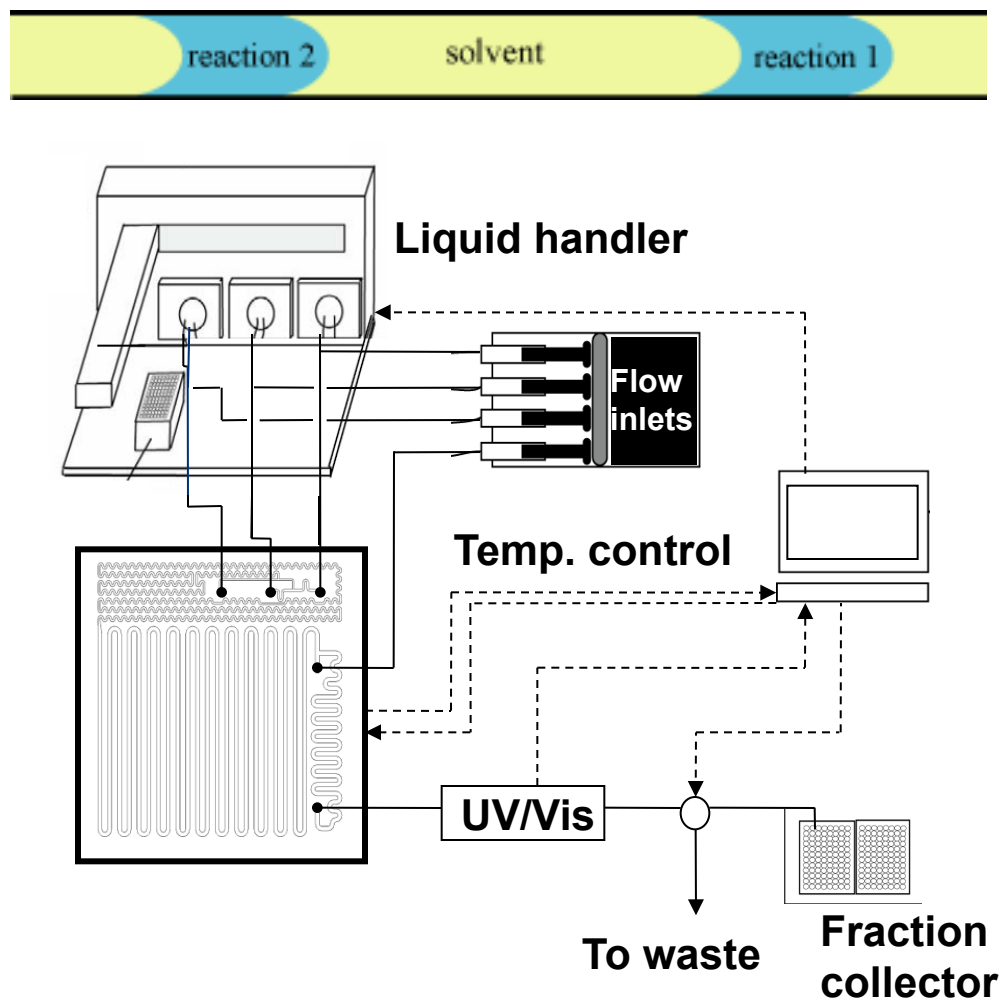 reaction 2
solvent
reaction 1
Liquid handler
Flow
inlets
Temp. control
UV/Vis
To waste
Fraction
collector